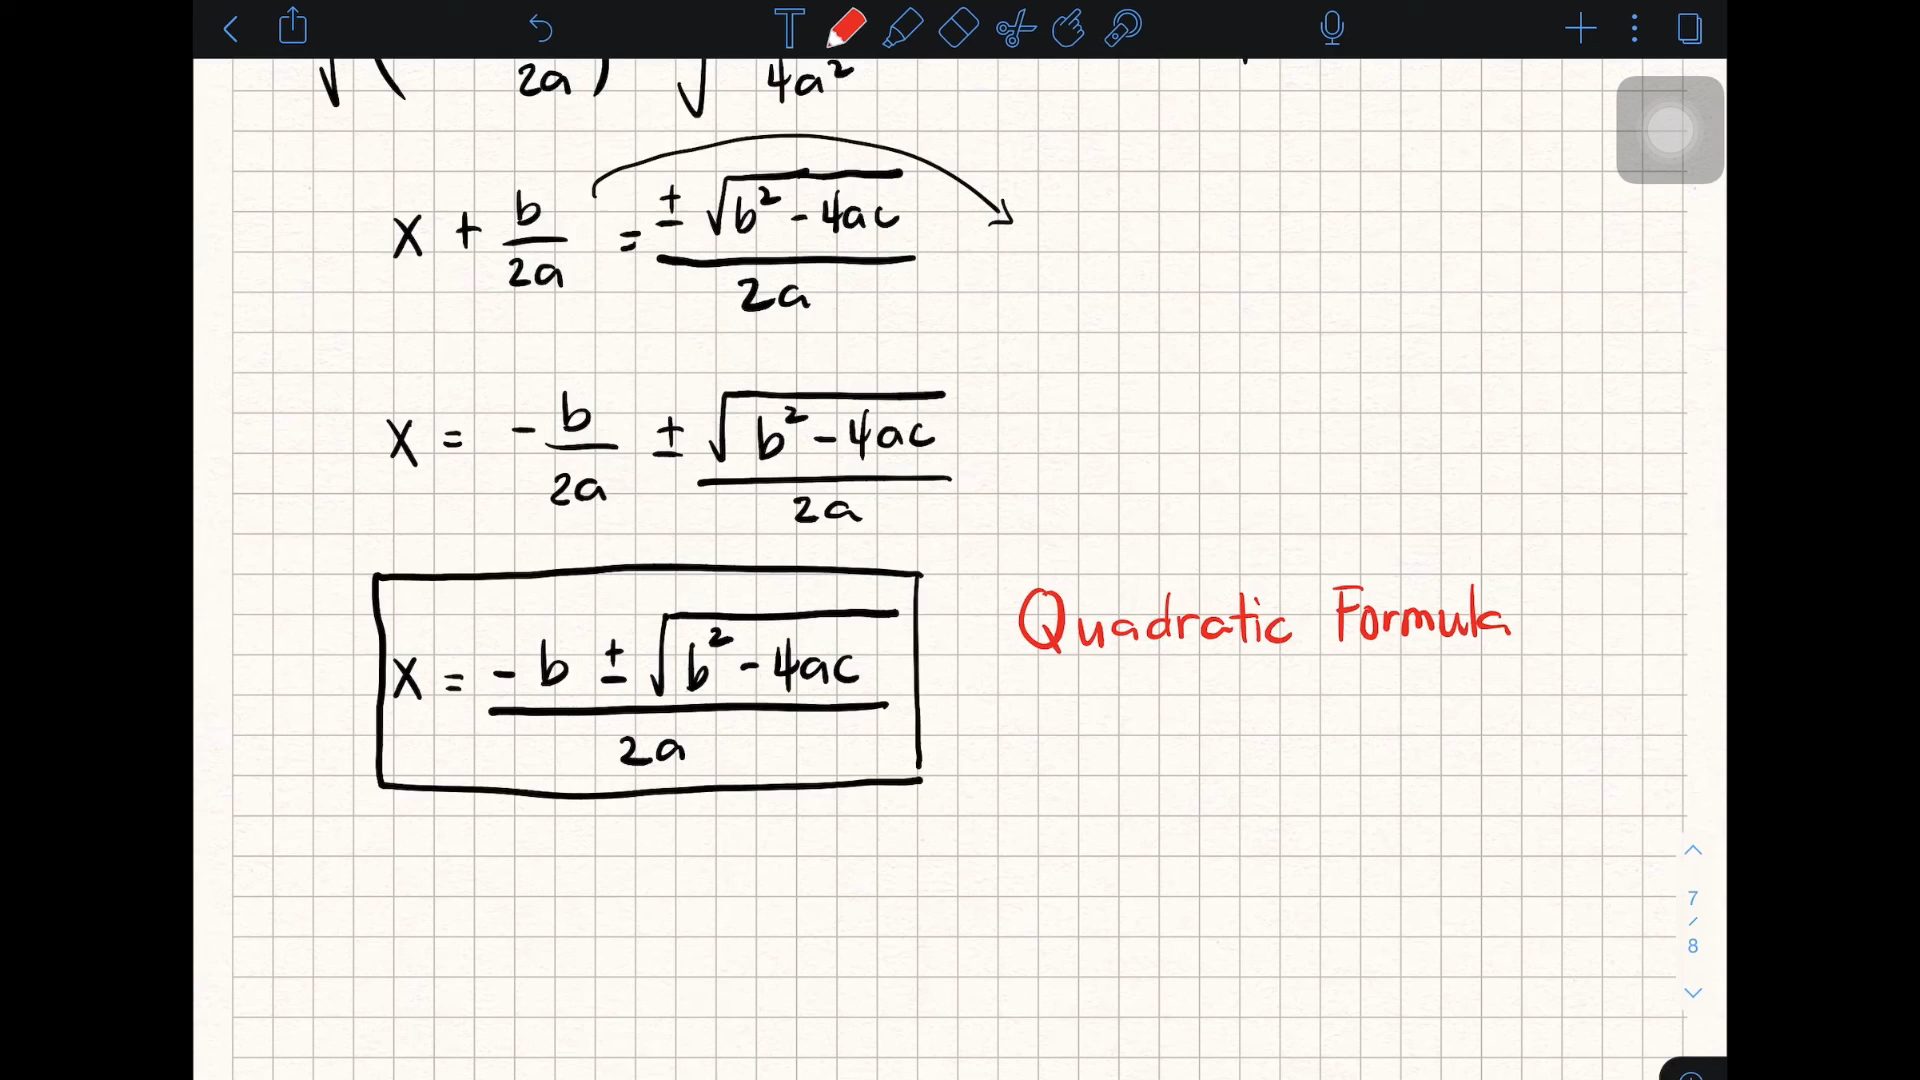 √( 2a) √ 4a²
x + b/2a = ± √b² - 4ac / 2a
x = - b/2a ± √b² - 4ac / 2a
x = - b ± √b² - 4ac / 2a
Quadratic Formula
7
/
8